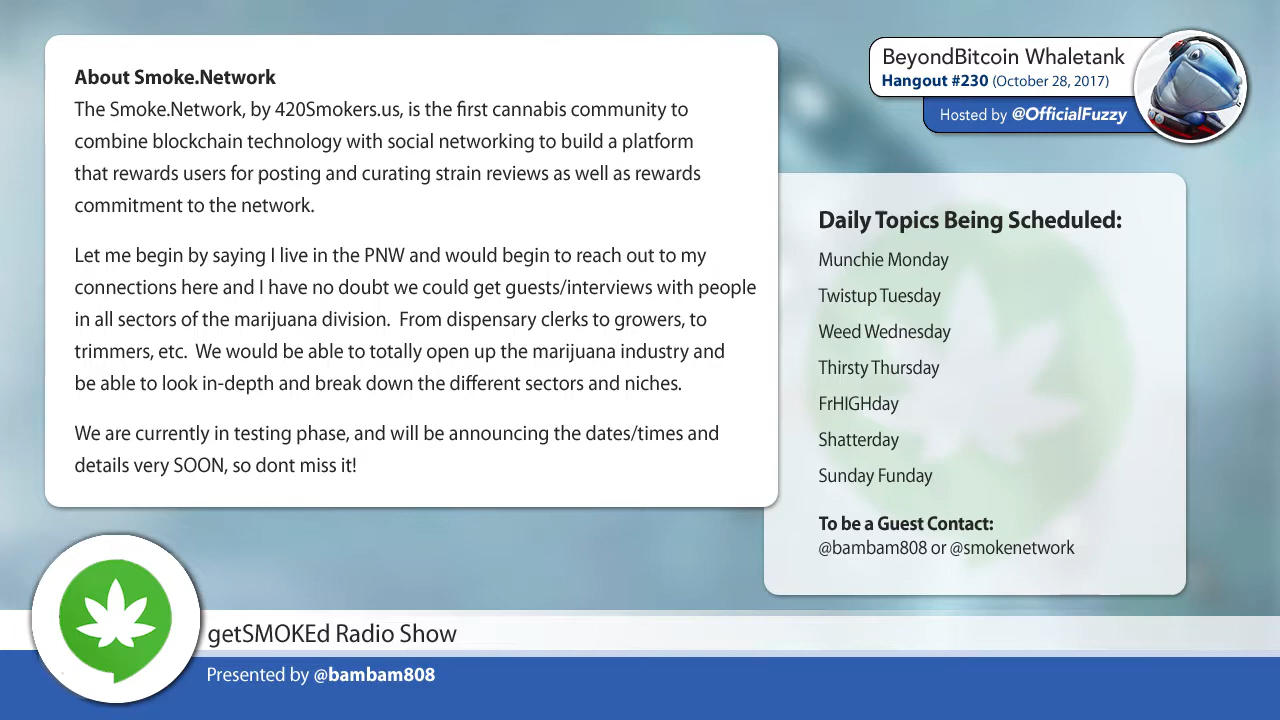 About Smoke.Network
The Smoke.Network, by 420Smokers.us, is the first cannabis community to
combine blockchain technology with social networking to build a platform
that rewards users for posting and curating strain reviews as well as rewards
commitment to the network.
Let me begin by saying I live in the PNW and would begin to reach out to my
connections here and I have no doubt we could get guests/interviews with people
in all sectors of the marijuana division.  From dispensary clerks to growers, to
trimmers, etc.  We would be able to totally open up the marijuana industry and
be able to look in-depth and break down the different sectors and niches.
We are currently in testing phase, and will be announcing the dates/times and
details very SOON, so dont miss it!
BeyondBitcoin Whaletank
Hangout #230 (October 28, 2017)
Hosted by @OfficialFuzzy
Daily Topics Being Scheduled:
Munchie Monday
Twistup Tuesday
Weed Wednesday
Thirsty Thursday
FrHIGHday
Shatterday
Sunday Funday
To be a Guest Contact:
@bambam808 or @smokenetwork
getSMOKEd Radio Show
Presented by @bambam808